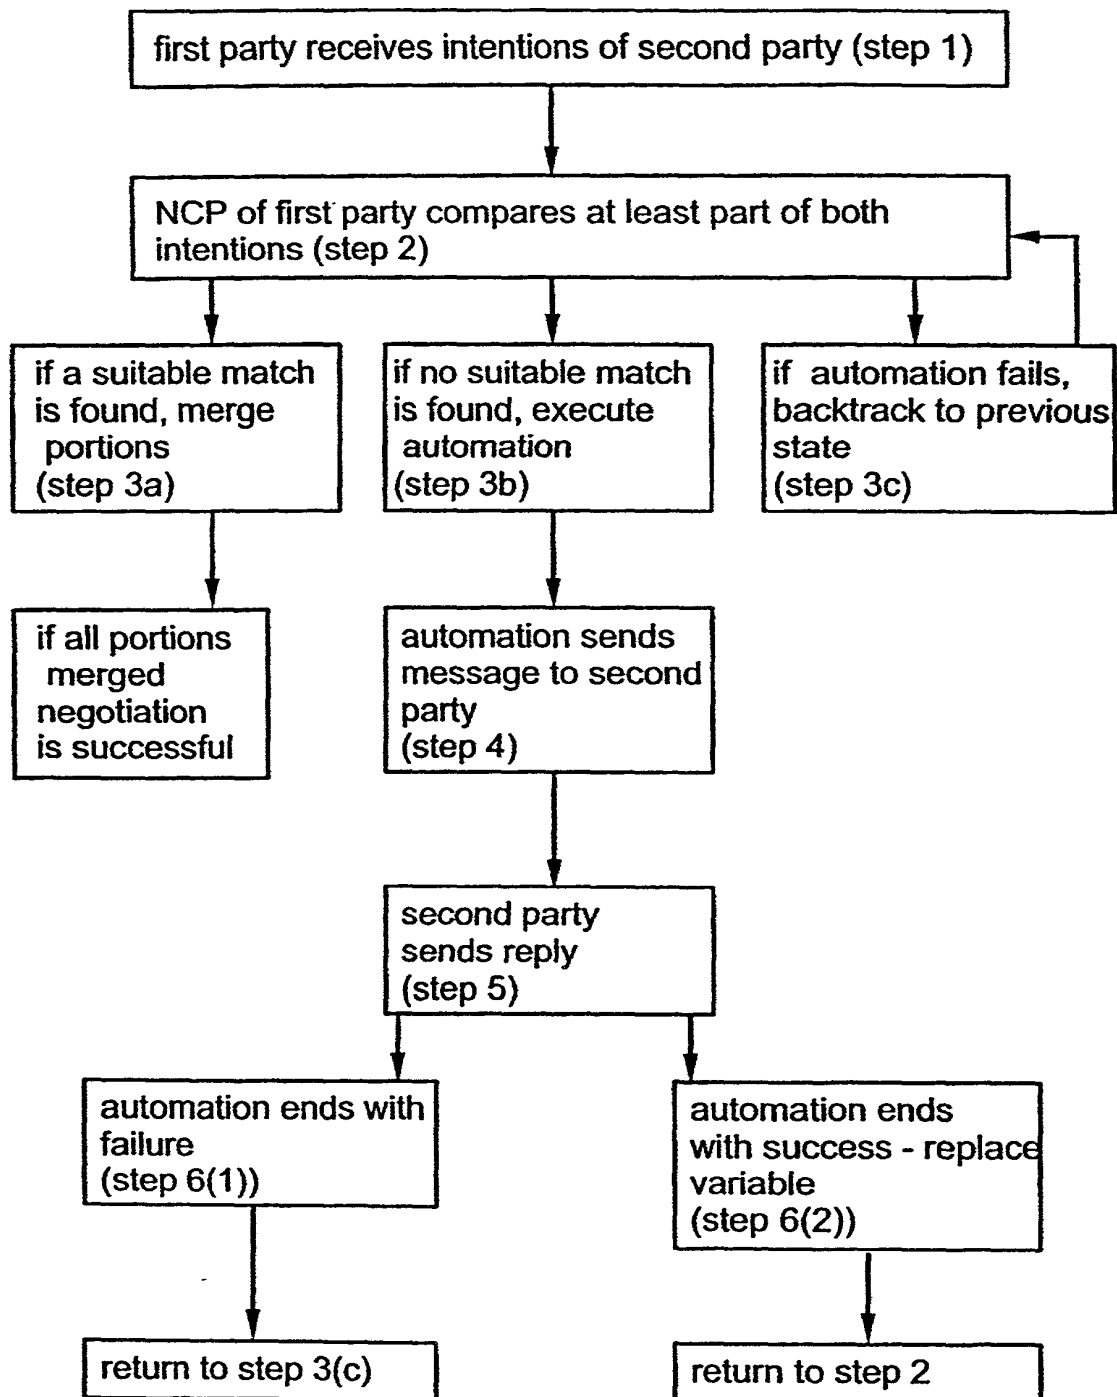 first party receives intentions of second party (step 1)
NCP of first party compares at least part of both
intentions (step 2)
if a suitable match
is found, merge
portions
(step 3a)
if no suitable match
is found, execute
automation
(step 3b)
if automation fails,
backtrack to previous
state
(step 3c)
if all portions
merged
negotiation
is successful
automation sends
message to second
party
(step 4)
second party
sends reply
(step 5)
automation ends with
failure
(step 6(1))
automation ends
with success - replace
variable
(step 6(2))
return to step 3(c)
return to step 2